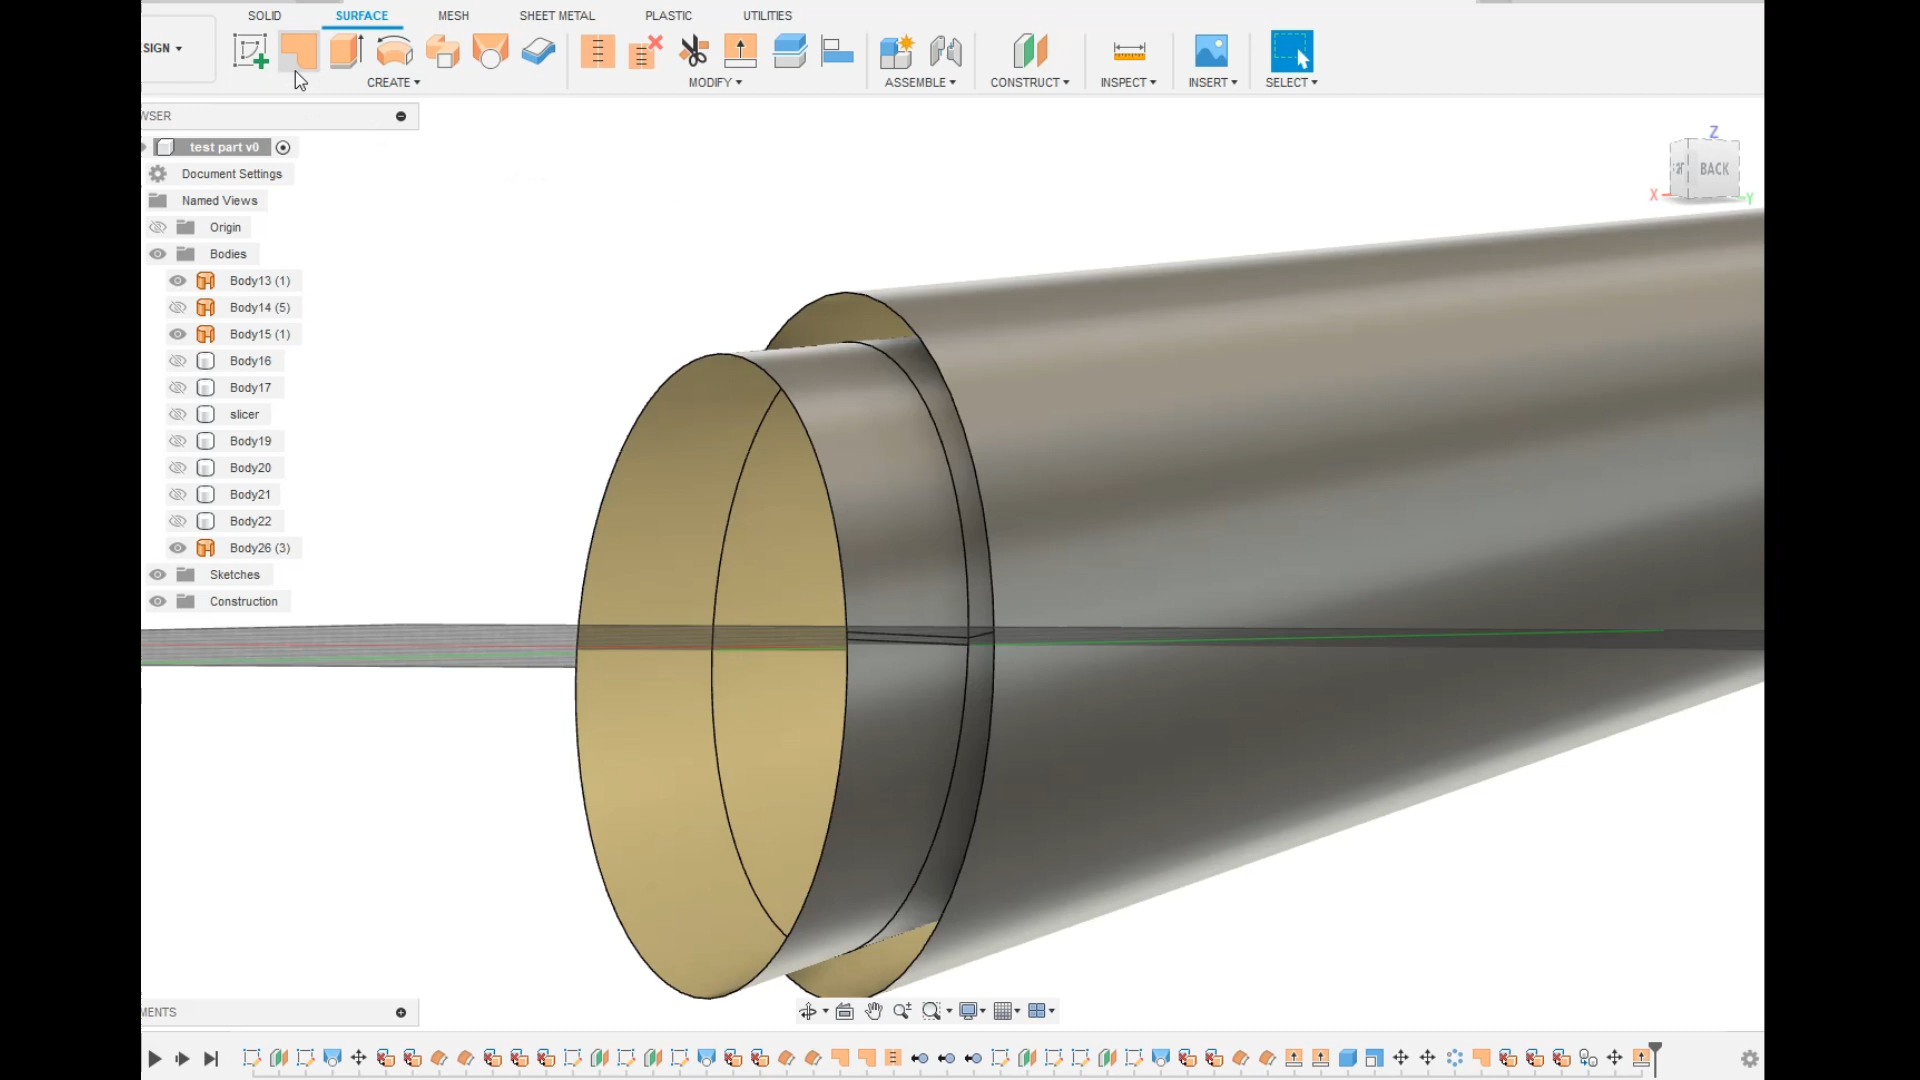 SOLID SURFACE MESH SHEET METAL PLASTIC UTILITIES
SIGN
CREATE MODIFY ASSEMBLE CONSTRUCT INSPECT INSERT SELECT
WSER
test part v0
Document Settings
Named Views
Origin
Bodies
Body13 (1)
Body14 (5)
Body15 (1)
Body16
Body17
slicer
Body19
Body20
Body21
Body22
Body26 (3)
Sketches
Construction
Z
BACK
X
Y
MENTS